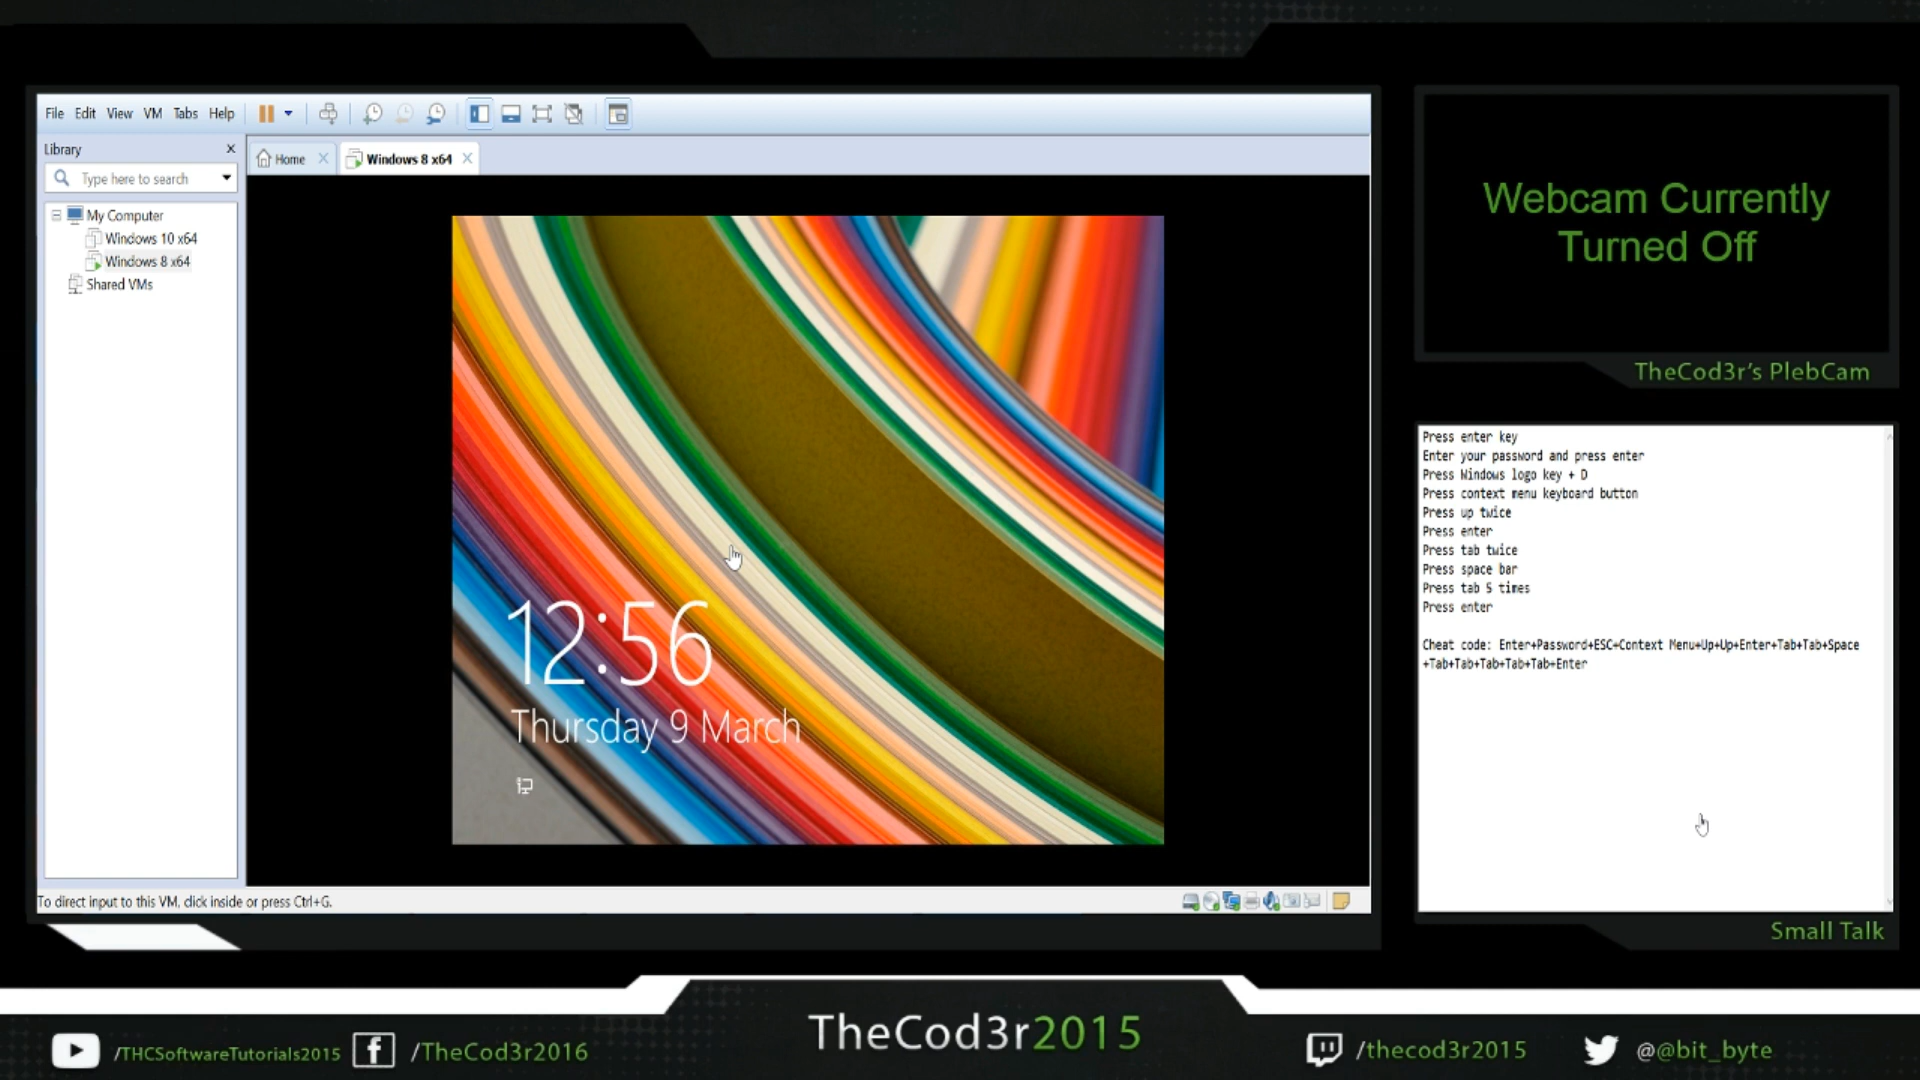 File Edit View VM Tabs Help
Library
Type here to search
My Computer
Windows 10 x64
Windows 8 x64
Shared VMs
Home
Windows 8 x64
12:56
Thursday 9 March
To direct input to this VM, click inside or press Ctrl+G.
Webcam Currently
Turned Off
TheCod3r's PlebCam
Press enter key
Enter your password and press enter
Press Windows logo key + D
Press context menu keyboard button
Press up twice
Press enter
Press tab twice
Press space bar
Press tab 5 times
Press enter
Cheat code: Enter+Password+ESC+Context Menu+Up+Up+Enter+Tab+Tab+Space
+Tab+Tab+Tab+Tab+Tab+Enter
Small Talk
/THCSoftwareTutorials2015
/TheCod3r2016
TheCod3r2015
/thecod3r2015
@@bit_byte